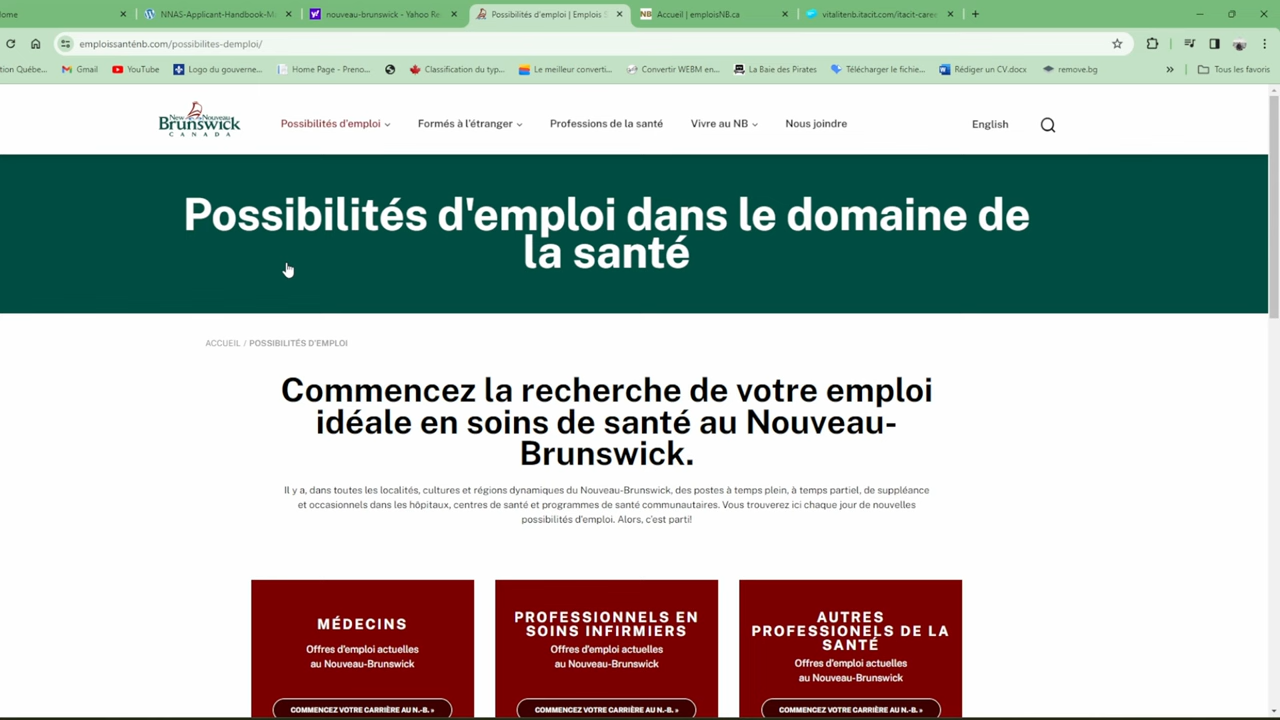 ome
NNAS-Applicant-Handbook-M
nouveau-brunswick - Yahoo Re
Possibilités d'emploi | Emplois S
NB Accueil | emploisNB.ca
vitalitenb.itacit.com/itacit-caree
emploissanténb.com/possibilites-demploi/
tion Québe...
Gmail
YouTube
Logo du gouverne...
Home Page - Preno...
Classification du typ...
Le meilleur converti...
Convertir WEBM en...
La Baie des Pirates
Télécharger le fichie...
Rédiger un CV.docx
remove.bg
»
Tous les favoris
New Nouveau
Brunswick
CANADA
Possibilités d'emploi
Formés à l'étranger
Professions de la santé
Vivre au NB
Nous joindre
English
Possibilités d'emploi dans le domaine de
la santé
ACCUEIL / POSSIBILITÉS D'EMPLOI
Commencez la recherche de votre emploi
idéale en soins de santé au Nouveau-
Brunswick.
Il y a, dans toutes les localités, cultures et régions dynamiques du Nouveau-Brunswick, des postes à temps plein, à temps partiel, de suppléance
et occasionnels dans les hôpitaux, centres de santé et programmes de santé communautaires. Vous trouverez ici chaque jour de nouvelles
possibilités d'emploi. Alors, c'est parti!
MÉDECINS
Offres d'emploi actuelles
au Nouveau-Brunswick
COMMENCEZ VOTRE CARRIÈRE AU N.-B. »
PROFESSIONNELS EN
SOINS INFIRMIERS
Offres d'emploi actuelles
au Nouveau-Brunswick
COMMENCEZ VOTRE CARRIÈRE AU N.-B. »
AUTRES
PROFESSIONELS DE LA
SANTÉ
Offres d'emploi actuelles
au Nouveau-Brunswick
COMMENCEZ VOTRE CARRIÈRE AU N.-B. »